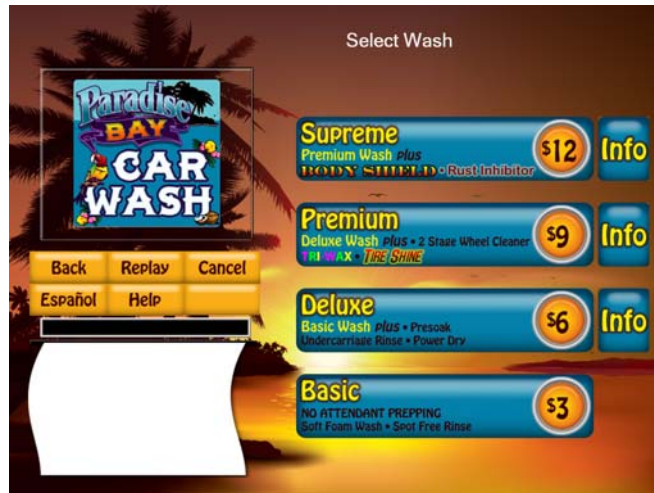 Select Wash
Paradise
BAY
CAR
WASH
Back
Replay
Cancel
Español
Help
Supreme
Premium Wash plus
BODY SHIELD • Rust Inhibitor
$12
Info
Premium
Deluxe Wash plus • 2 Stage Wheel Cleaner
TRI-WAX • TIRE SHINE
$9
Info
Deluxe
Basic Wash plus • Presoak
Undercarriage Rinse • Power Dry
$6
Info
Basic
NO ATTENDANT PREPPING
Soft Foam Wash • Spot Free Rinse
$3